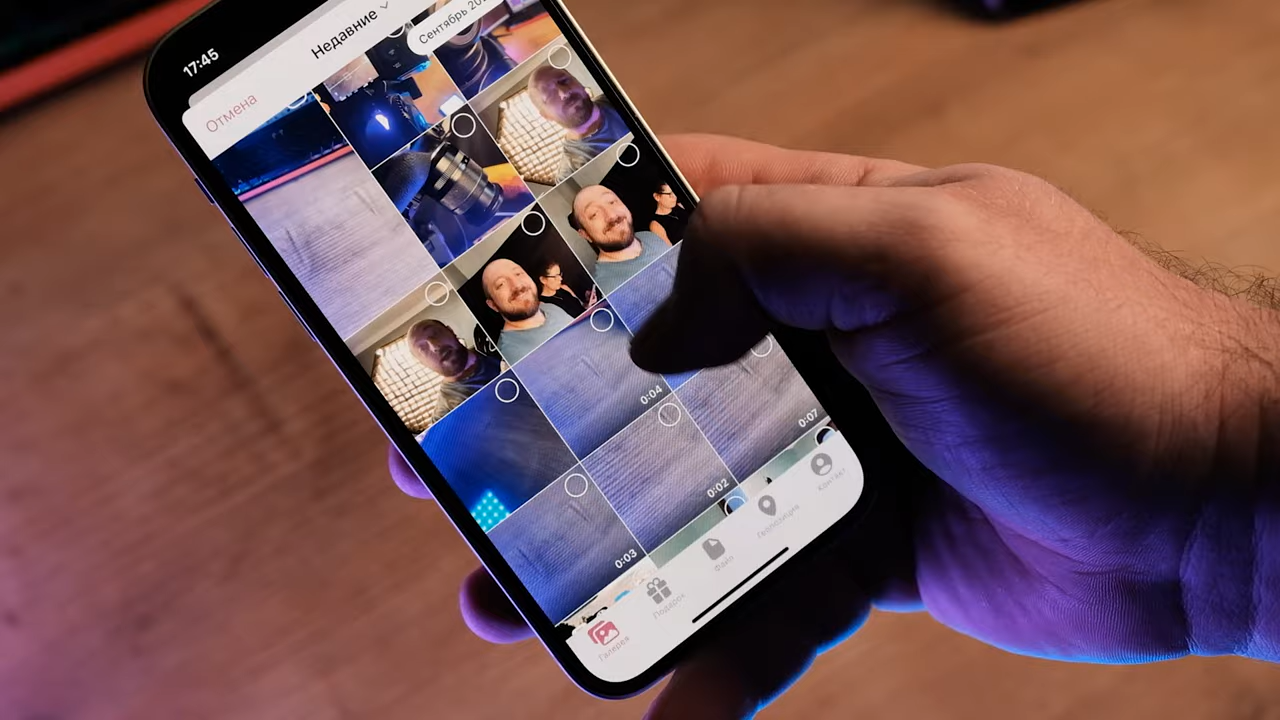 17:45
Недавние
Сентябрь 20
Отмена
0:04
0:07
0:02
0:03
Галерея
Подарок
Файл
Геопозиция
Контакт